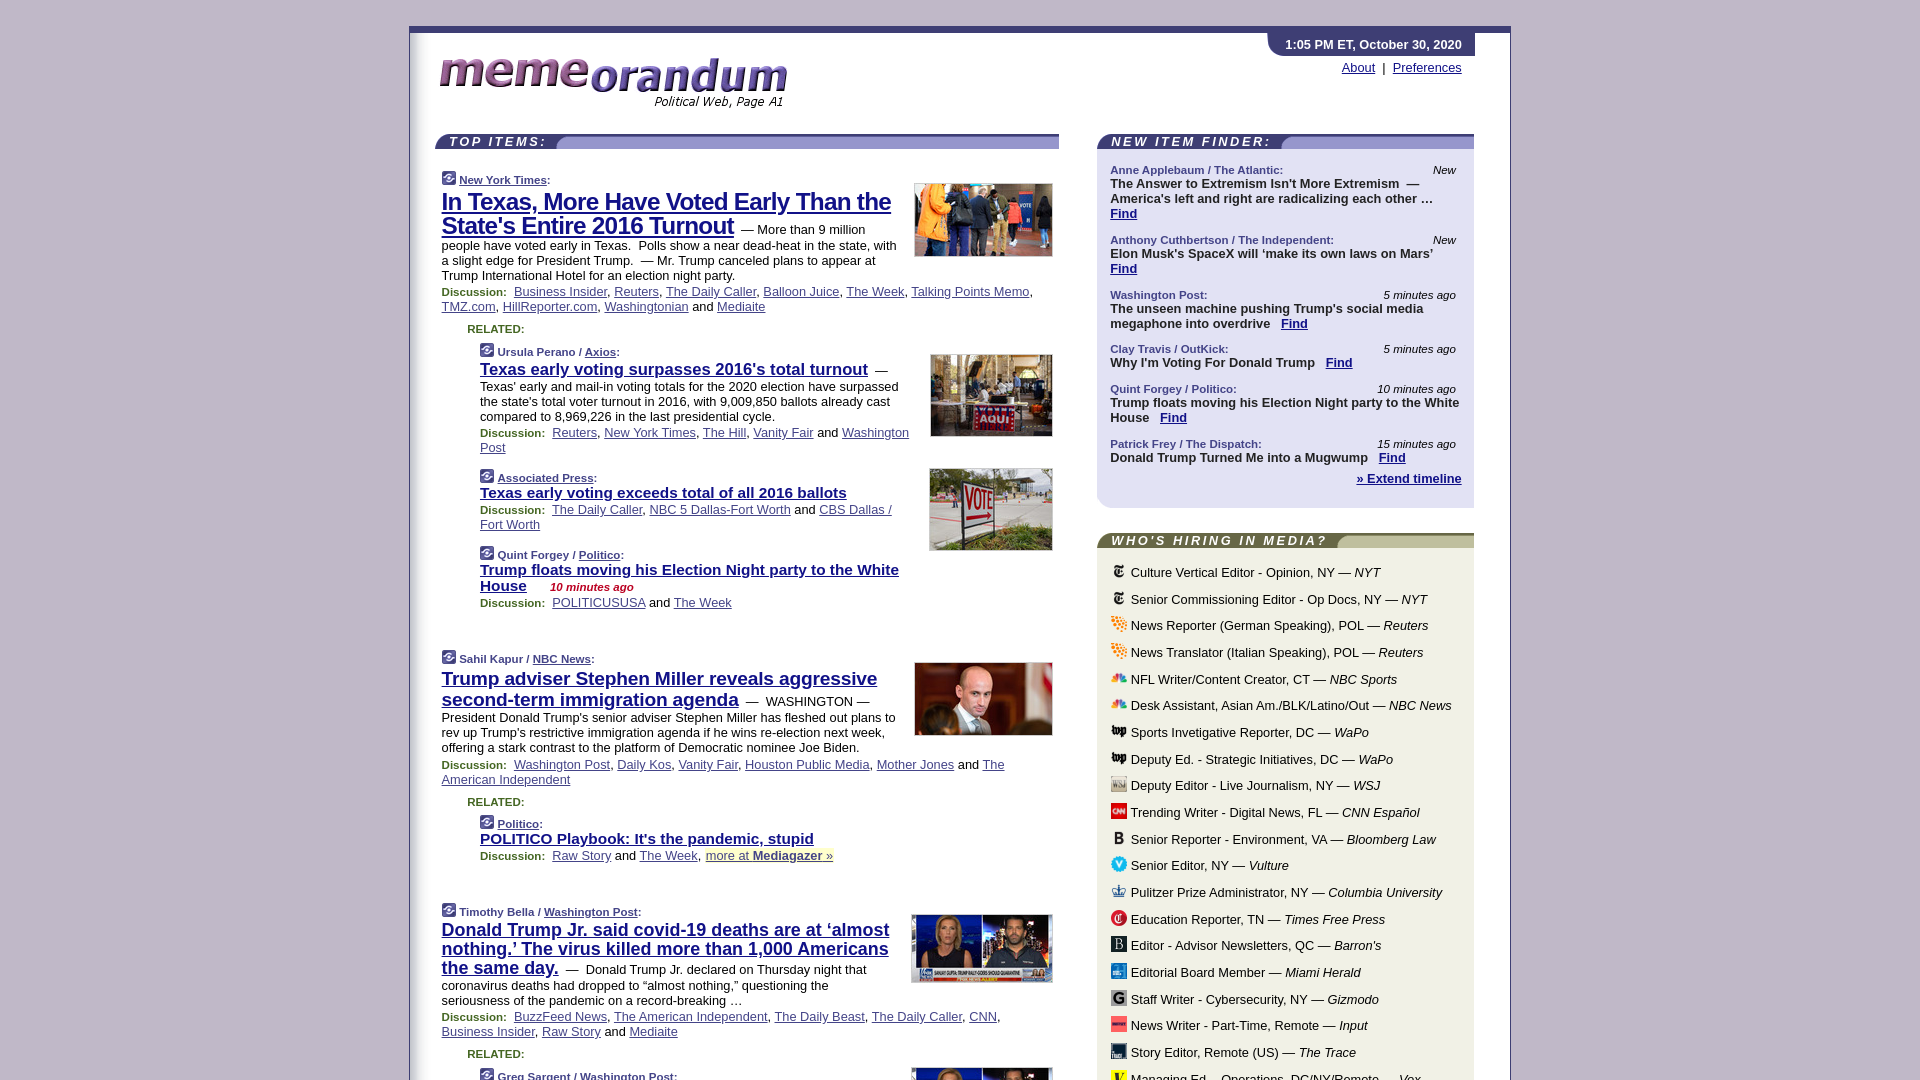 1:05 PM ET, October 30, 2020
memeorandum
Political Web, Page A1
About | Preferences
TOP ITEMS:
New York Times:
In Texas, More Have Voted Early Than the
State's Entire 2016 Turnout — More than 9 million
people have voted early in Texas. Polls show a near dead-heat in the state, with
a slight edge for President Trump. — Mr. Trump canceled plans to appear at
Trump International Hotel for an election night party.
Discussion: Business Insider, Reuters, The Daily Caller, Balloon Juice, The Week, Talking Points Memo,
TMZ.com, HillReporter.com, Washingtonian and Mediaite
RELATED:
Ursula Perano / Axios:
Texas early voting surpasses 2016's total turnout —
Texas' early and mail-in voting totals for the 2020 election have surpassed
the state's total voter turnout in 2016, with 9,009,850 ballots already cast
compared to 8,969,226 in the last presidential cycle.
Discussion: Reuters, New York Times, The Hill, Vanity Fair and Washington
Post
VOTE
AQUI
HERE
Associated Press:
Texas early voting exceeds total of all 2016 ballots
Discussion: The Daily Caller, NBC 5 Dallas-Fort Worth and CBS Dallas /
Fort Worth
VOTE
Quint Forgey / Politico:
Trump floats moving his Election Night party to the White
House 10 minutes ago
Discussion: POLITICUSUSA and The Week
Sahil Kapur / NBC News:
Trump adviser Stephen Miller reveals aggressive
second-term immigration agenda — WASHINGTON —
President Donald Trump's senior adviser Stephen Miller has fleshed out plans to
rev up Trump's restrictive immigration agenda if he wins re-election next week,
offering a stark contrast to the platform of Democratic nominee Joe Biden.
Discussion: Washington Post, Daily Kos, Vanity Fair, Houston Public Media, Mother Jones and The
American Independent
RELATED:
Politico:
POLITICO Playbook: It's the pandemic, stupid
Discussion: Raw Story and The Week, more at Mediagazer »
Timothy Bella / Washington Post:
Donald Trump Jr. said covid-19 deaths are at ‘almost
nothing.’ The virus killed more than 1,000 Americans
the same day. — Donald Trump Jr. declared on Thursday night that
coronavirus deaths had dropped to “almost nothing,” questioning the
seriousness of the pandemic on a record-breaking …
Discussion: BuzzFeed News, The American Independent, The Daily Beast, The Daily Caller, CNN,
Business Insider, Raw Story and Mediaite
RELATED:
Greg Sargent / Washington Post:
NEW ITEM FINDER:
Anne Applebaum / The Atlantic: New
The Answer to Extremism Isn't More Extremism —
America's left and right are radicalizing each other …
Find
Anthony Cuthbertson / The Independent: New
Elon Musk's SpaceX will ‘make its own laws on Mars’
Find
Washington Post: 5 minutes ago
The unseen machine pushing Trump's social media
megaphone into overdrive Find
Clay Travis / OutKick: 5 minutes ago
Why I'm Voting For Donald Trump Find
Quint Forgey / Politico: 10 minutes ago
Trump floats moving his Election Night party to the White
House Find
Patrick Frey / The Dispatch: 15 minutes ago
Donald Trump Turned Me into a Mugwump Find
» Extend timeline
WHO'S HIRING IN MEDIA?
Culture Vertical Editor - Opinion, NY — NYT
Senior Commissioning Editor - Op Docs, NY — NYT
News Reporter (German Speaking), POL — Reuters
News Translator (Italian Speaking), POL — Reuters
NFL Writer/Content Creator, CT — NBC Sports
Desk Assistant, Asian Am./BLK/Latino/Out — NBC News
Sports Invetigative Reporter, DC — WaPo
Deputy Ed. - Strategic Initiatives, DC — WaPo
Deputy Editor - Live Journalism, NY — WSJ
Trending Writer - Digital News, FL — CNN Español
Senior Reporter - Environment, VA — Bloomberg Law
Senior Editor, NY — Vulture
Pulitzer Prize Administrator, NY — Columbia University
Education Reporter, TN — Times Free Press
Editor - Advisor Newsletters, QC — Barron's
Editorial Board Member — Miami Herald
Staff Writer - Cybersecurity, NY — Gizmodo
News Writer - Part-Time, Remote — Input
Story Editor, Remote (US) — The Trace
Managing Ed. - Operations, DC/NY/Remote — Vox